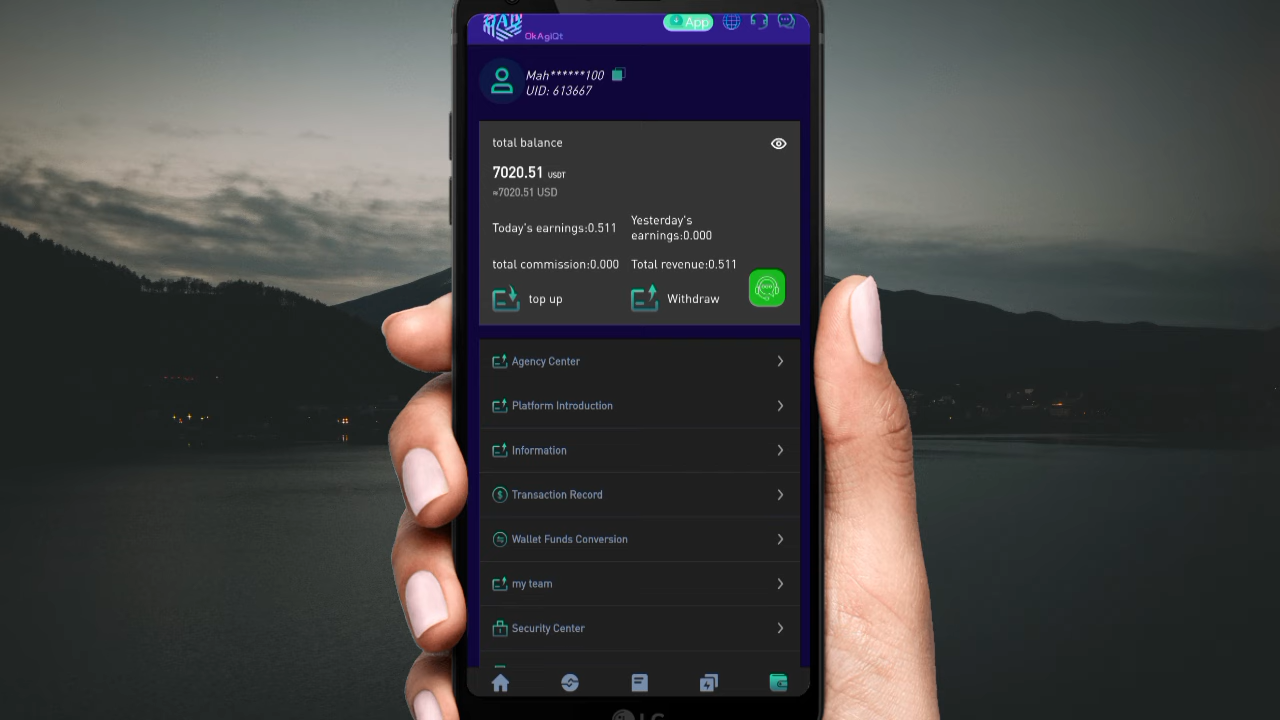 App
OkAgiQt
Mah******100
UID: 613667
total balance
7020.51 USDT
≈7020.51 USD
Today's earnings:0.511
Yesterday's
earnings:0.000
total commission:0.000
Total revenue:0.511
top up
Withdraw
Agency Center
Platform Introduction
Information
Transaction Record
Wallet Funds Conversion
my team
Security Center
LG